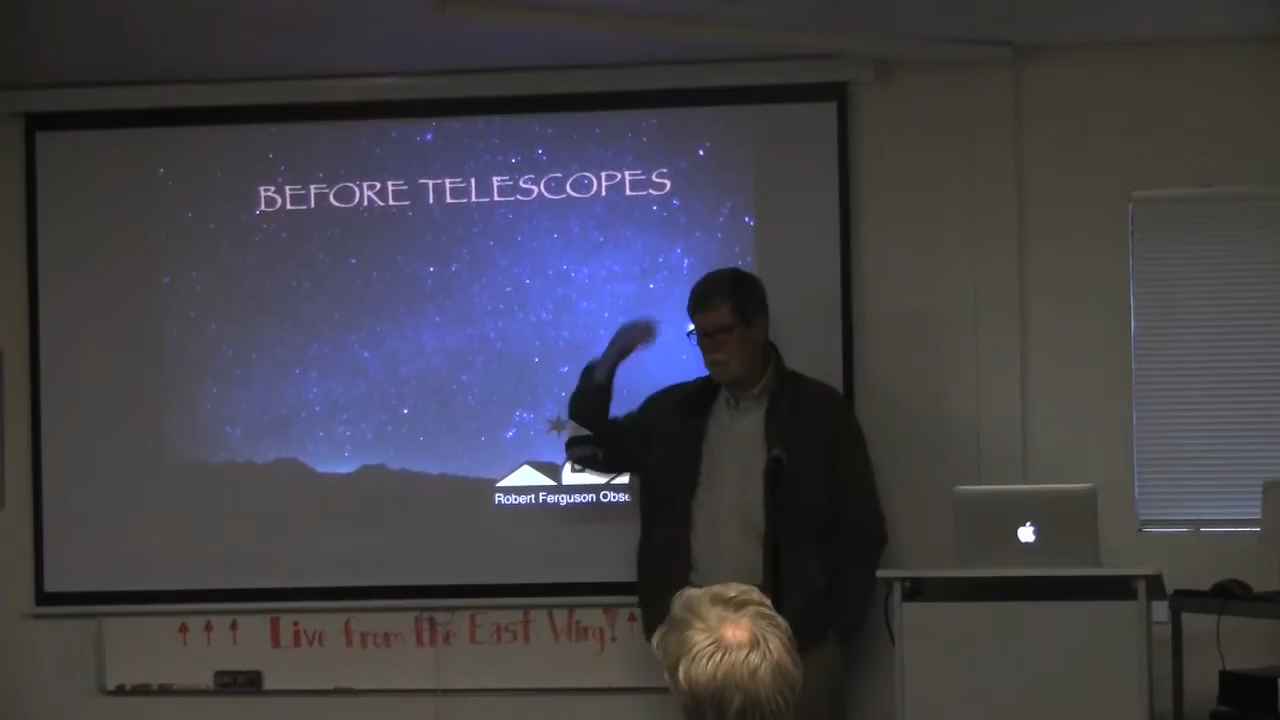 BEFORE TELESCOPES
Robert Ferguson Obse
↑ ↑ ↑ Live from the East Wing! ↑